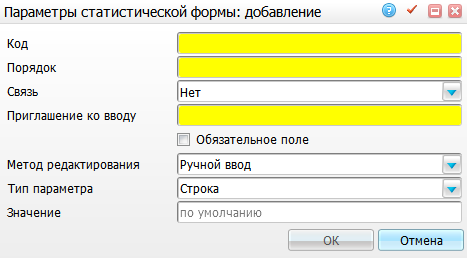 Параметры статистической формы: добавление
Код
Порядок
Связь Нет
Приглашение ко вводу
Обязательное поле
Метод редактирования Ручной ввод
Тип параметра Строка
Значение по умолчанию
ОК Отмена